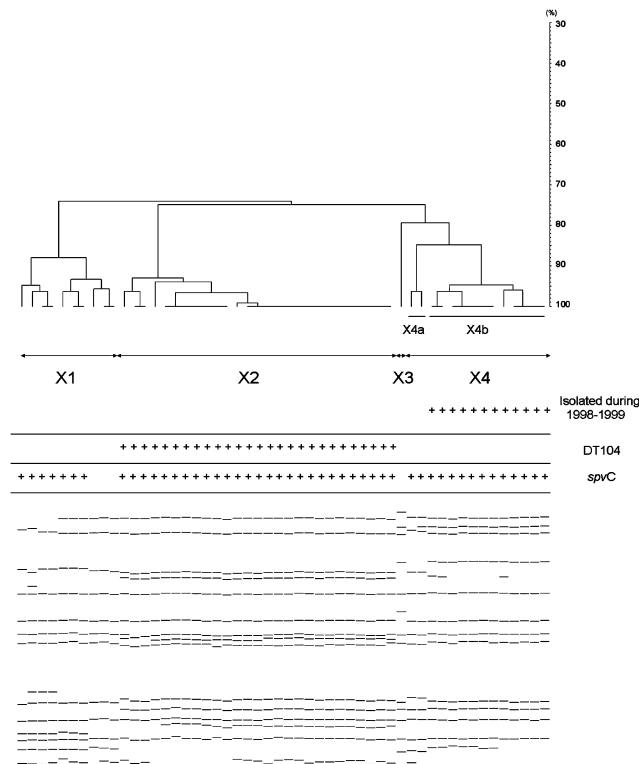 (%)
30
40
50
60
70
80
90
100
X4a X4b
X1 X2 X3 X4
+ + + + + + + + + + + + Isolated during
1998-1999
+ + + + + + + + + + + + + + + + + + + + + + + + + + + DT104
+ + + + + + + + + + + + + + + + + + + + + + + + + + + + + + + + + + + + + + + + + + + + + + + + spvC